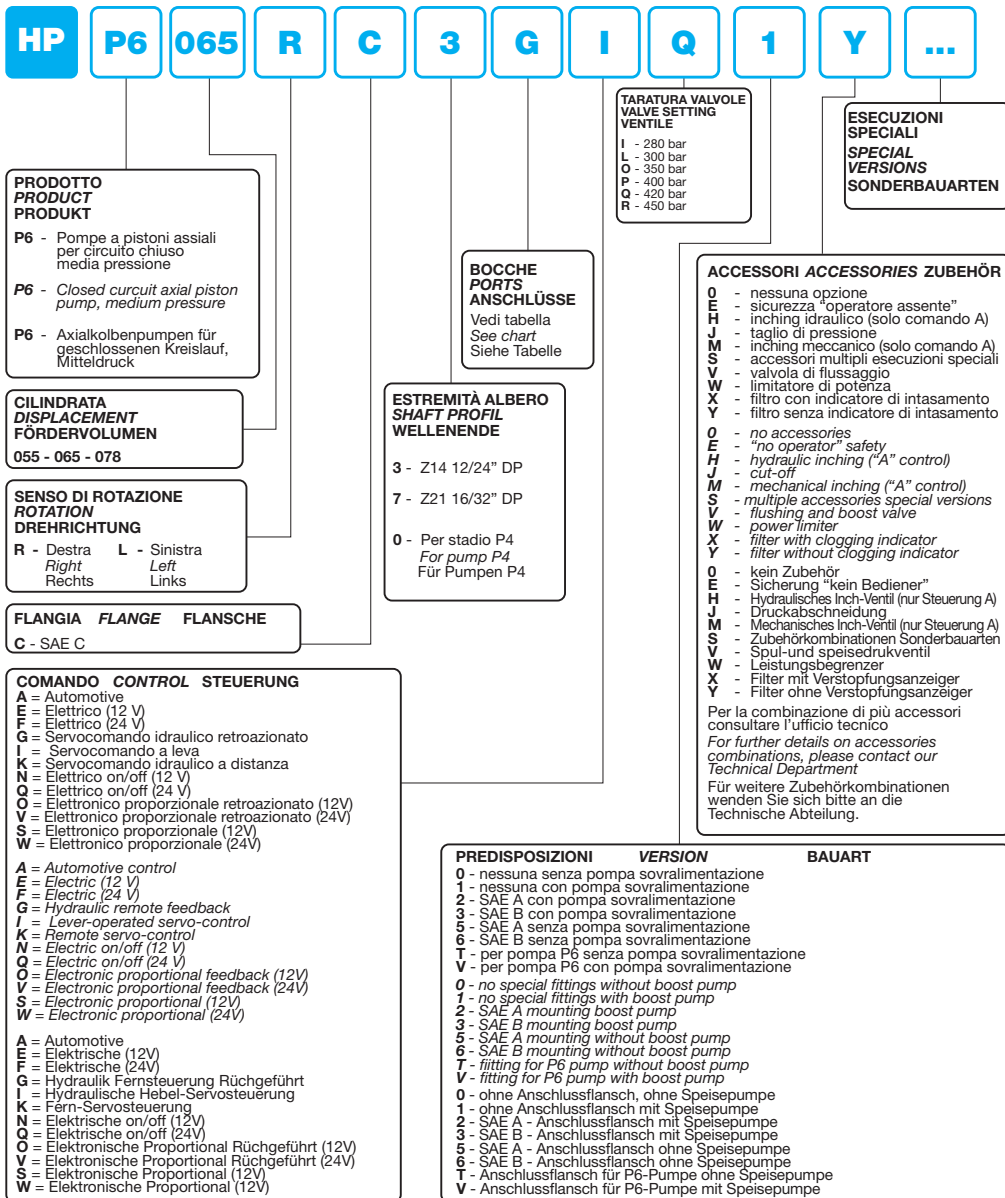 HP P6 065 R C 3 G I Q 1 Y ...
TARATURA VALVOLE
VALVE SETTING
VENTILE
I - 280 bar
L - 300 bar
O - 350 bar
P - 400 bar
Q - 420 bar
R - 450 bar
ESECUZIONI
SPECIALI
SPECIAL
VERSIONS
SONDERBAUARTEN
PRODOTTO
PRODUCT
PRODUKT
P6 - Pompe a pistoni assiali
per circuito chiuso
media pressione
P6 - Closed curcuit axial piston
pump, medium pressure
P6 - Axialkolbenpumpen für
geschlossenen Kreislauf,
Mitteldruck
BOCCHE
PORTS
ANSCHLÜSSE
Vedi tabella
See chart
Siehe Tabelle
ACCESSORI ACCESSORIES ZUBEHÖR
0 - nessuna opzione
E - sicurezza "operatore assente"
H - inching idraulico (solo comando A)
J - taglio di pressione
M - inching meccanico (solo comando A)
S - accessori multipli esecuzioni speciali
V - valvola di flussaggio
W - limitatore di potenza
X - filtro con indicatore di intasamento
Y - filtro senza indicatore di intasamento
0 - no accessories
E - "no operator" safety
H - hydraulic inching ("A" control)
J - cut-off
M - mechanical inching ("A" control)
S - multiple accessories special versions
V - flushing and boost valve
W - power limiter
X - filter with clogging indicator
Y - filter without clogging indicator
0 - kein Zubehör
E - Sicherung "kein Bediener"
H - Hydraulisches Inch-Ventil (nur Steuerung A)
J - Druckabschneidung
M - Mechanisches Inch-Ventil (nur Steuerung A)
S - Zubehörkombinationen Sonderbauarten
V - Spul-und speisedrukventil
W - Leistungsbegrenzer
X - Filter mit Verstopfungsanzeiger
Y - Filter ohne Verstopfungsanzeiger
Per la combinazione di più accessori
consultare l'ufficio tecnico
For further details on accessories
combinations, please contact our
Technical Department
Für weitere Zubehörkombinationen
wenden Sie sich bitte an die
Technische Abteilung.
CILINDRATA
DISPLACEMENT
FÖRDERVOLUMEN
055 - 065 - 078
ESTREMITÀ ALBERO
SHAFT PROFIL
WELLENENDE
3 - Z14 12/24" DP
7 - Z21 16/32" DP
0 - Per stadio P4
For pump P4
Für Pumpen P4
SENSO DI ROTAZIONE
ROTATION
DREHRICHTUNG
R - Destra L - Sinistra
Right Left
Rechts Links
FLANGIA FLANGE FLANSCHE
C - SAE C
COMANDO CONTROL STEUERUNG
A = Automotive
E = Elettrico (12 V)
F = Elettrico (24 V)
G = Servocomando idraulico retroazionato
I = Servocomando a leva
K = Servocomando idraulico a distanza
N = Elettrico on/off (12 V)
Q = Elettrico on/off (24 V)
O = Elettronico proporzionale retroazionato (12V)
V = Elettronico proporzionale retroazionato (24V)
S = Elettronico proporzionale (12V)
W = Elettronico proporzionale (24V)
A = Automotive control
E = Electric (12 V)
F = Electric (24 V)
G = Hydraulic remote feedback
I = Lever-operated servo-control
K = Remote servo-control
N = Electric on/off (12 V)
Q = Electric on/off (24 V)
O = Electronic proportional feedback (12V)
V = Electronic proportional feedback (24V)
S = Electronic proportional (12V)
W = Electronic proportional (24V)
A = Automotive
E = Elektrische (12V)
F = Elektrische (24V)
G = Hydraulik Fernsteuerung Rüchgeführt
I = Hydraulische Hebel-Servosteuerung
K = Fern-Servosteuerung
N = Elektrische on/off (12V)
Q = Elektrische on/off (24V)
O = Elektronische Proportional Rüchgeführt (12V)
V = Elektronische Proportional Rüchgeführt (24V)
S = Elektronische Proportional (12V)
W = Elektronische Proportional (12V)
PREDISPOSIZIONI VERSION BAUART
0 - nessuna senza pompa sovralimentazione
1 - nessuna con pompa sovralimentazione
2 - SAE A con pompa sovralimentazione
3 - SAE B con pompa sovralimentazione
5 - SAE A senza pompa sovralimentazione
6 - SAE B senza pompa sovralimentazione
T - per pompa P6 senza pompa sovralimentazione
V - per pompa P6 con pompa sovralimentazione
0 - no special fittings without boost pump
1 - no special fittings with boost pump
2 - SAE A mounting boost pump
3 - SAE B mounting boost pump
5 - SAE A mounting without boost pump
6 - SAE B mounting without boost pump
T - fiitting for P6 pump without boost pump
V - fitting for P6 pump with boost pump
0 - ohne Anschlussflansch, ohne Speisepumpe
1 - ohne Anschlussflansch mit Speisepumpe
2 - SAE A - Anschlussflansch mit Speisepumpe
3 - SAE B - Anschlussflansch mit Speisepumpe
5 - SAE A - Anschlussflansch ohne Speisepumpe
6 - SAE B - Anschlussflansch ohne Speisepumpe
T - Anschlussflansch für P6-Pumpe ohne Speisepumpe
V - Anschlussflansch für P6-Pumpe mit Speisepumpe